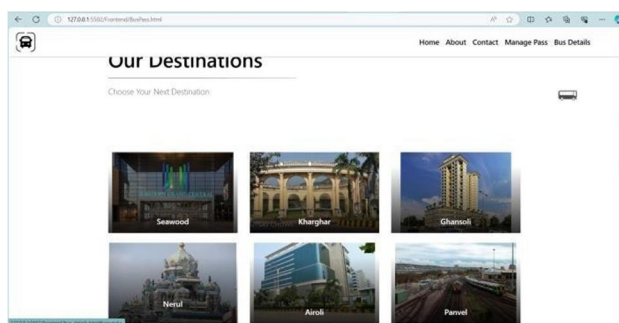 127.0.0.1:5502/Frontend/BusPass.html
Home About Contact Manage Pass Bus Details
Our Destinations
Choose Your Next Destination
Seawood
Kharghar
Ghansoli
Nerul
Airoli
Panvel